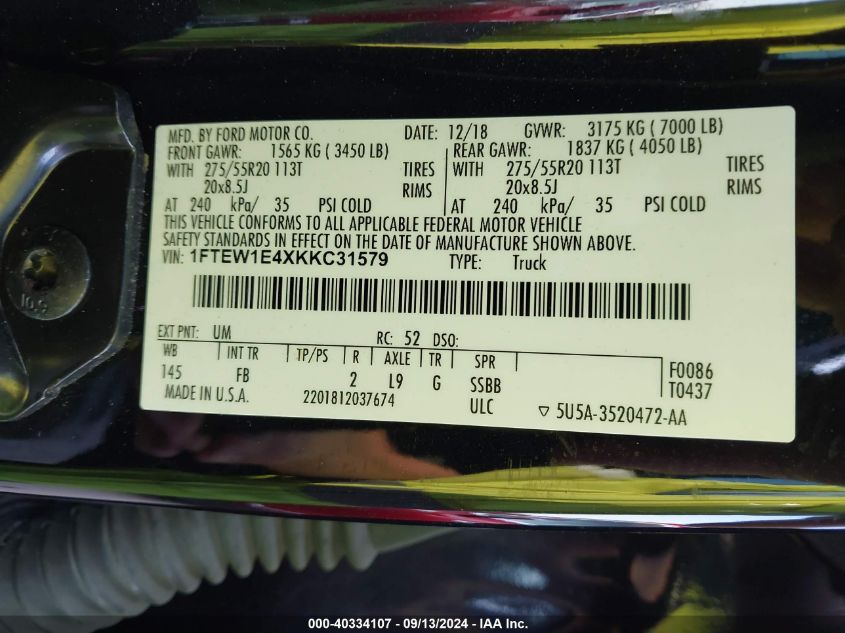 MFD. BY FORD MOTOR CO. DATE: 12/18 GVWR: 3175 KG ( 7000 LB)
FRONT GAWR: 1565 KG ( 3450 LB) REAR GAWR: 1837 KG ( 4050 LB)
WITH 275/55R20 113T TIRES WITH 275/55R20 113T TIRES
20x8.5J RIMS 20x8.5J RIMS
AT 240 kPa/ 35 PSI COLD AT 240 kPa/ 35 PSI COLD
THIS VEHICLE CONFORMS TO ALL APPLICABLE FEDERAL MOTOR VEHICLE
SAFETY STANDARDS IN EFFECT ON THE DATE OF MANUFACTURE SHOWN ABOVE.
VIN: 1FTEW1E4XKKC31579 TYPE: Truck
EXT PNT: UM RC: 52 DSO:
WB INT TR TP/PS R AXLE TR SPR F0086
145 FB 2 L9 G SSBB T0437
MADE IN U.S.A. 2201812037674 ULC ▽ 5U5A-3520472-AA
10.9
000-40334107 - 09/13/2024 - IAA Inc.